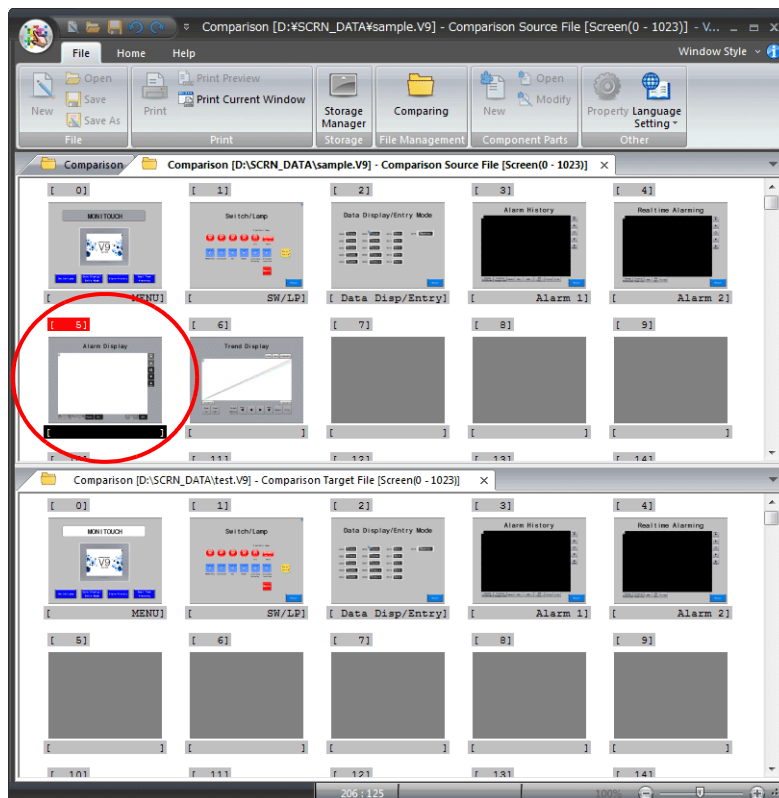 Comparison [D:¥SCRN_DATA¥sample.V9] - Comparison Source File [Screen(0 - 1023)] - V...
File Home Help Window Style
New Open Save Save As
Print Print Preview Print Current Window
Storage Manager
Comparing
New Open Modify
Property Language Setting
File Print Storage File Management Component Parts Other
Comparison Comparison [D:\SCRN_DATA\sample.V9] - Comparison Source File [Screen(0 - 1023)] ×
[ 0] [ 1] [ 2] [ 3] [ 4]
MONITOUCH Switch/Lamp Data Display/Entry Mode Alarm History Realtime Alarming
V9
[ MENU] [ SW/LP] [ Data Disp/Entry] [ Alarm 1] [ Alarm 2]
[ 5] [ 6] [ 7] [ 8] [ 9]
Alarm Display Trend Display
[ ] [ ] [ ] [ ] [ ]
[ 11] [ 12] [ 13] [ 14]
Comparison [D:\SCRN_DATA\test.V9] - Comparison Target File [Screen(0 - 1023)] ×
[ 0] [ 1] [ 2] [ 3] [ 4]
MONITOUCH Switch/Lamp Data Display/Entry Mode Alarm History Realtime Alarming
V9
[ MENU] [ SW/LP] [ Data Disp/Entry] [ Alarm 1] [ Alarm 2]
[ 5] [ 6] [ 7] [ 8] [ 9]
[ ] [ ] [ ] [ ] [ ]
[ 10] [ 11] [ 12] [ 13] [ 14]
206 : 125 100%